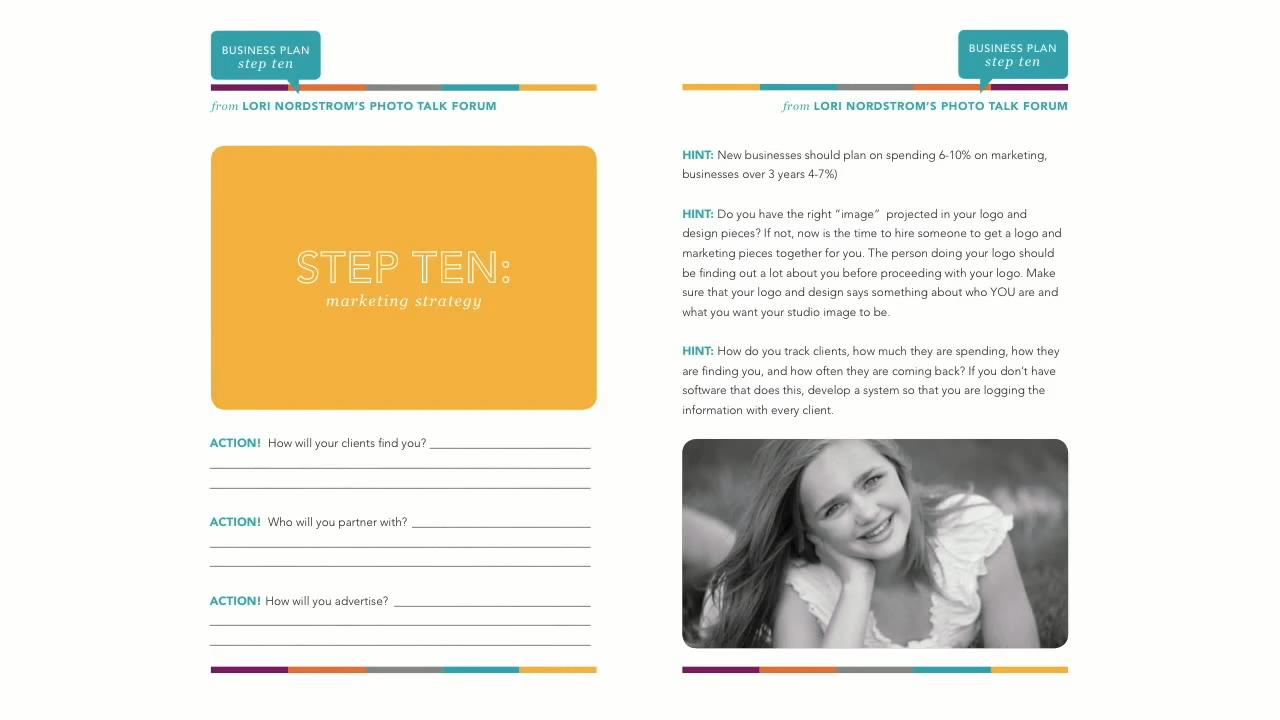 BUSINESS PLAN
step ten
from LORI NORDSTROM'S PHOTO TALK FORUM
STEP TEN:
marketing strategy
ACTION! How will your clients find you?
ACTION! Who will you partner with?
ACTION! How will you advertise?
BUSINESS PLAN
step ten
from LORI NORDSTROM'S PHOTO TALK FORUM
HINT: New businesses should plan on spending 6-10% on marketing,
businesses over 3 years 4-7%)
HINT: Do you have the right “image” projected in your logo and
design pieces? If not, now is the time to hire someone to get a logo and
marketing pieces together for you. The person doing your logo should
be finding out a lot about you before proceeding with your logo. Make
sure that your logo and design says something about who YOU are and
what you want your studio image to be.
HINT: How do you track clients, how much they are spending, how they
are finding you, and how often they are coming back? If you don't have
software that does this, develop a system so that you are logging the
information with every client.